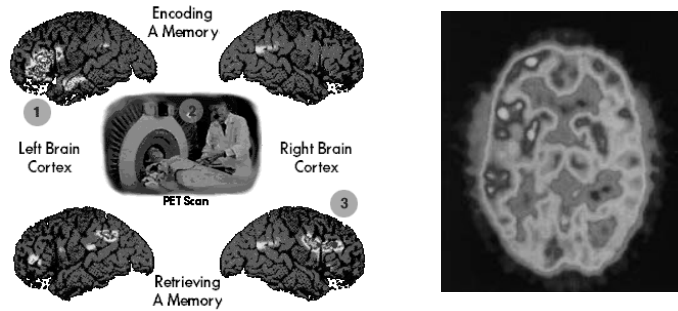 Encoding
A Memory
1
2
Left Brain
Cortex
Right Brain
Cortex
PET Scan
3
Retrieving
A Memory